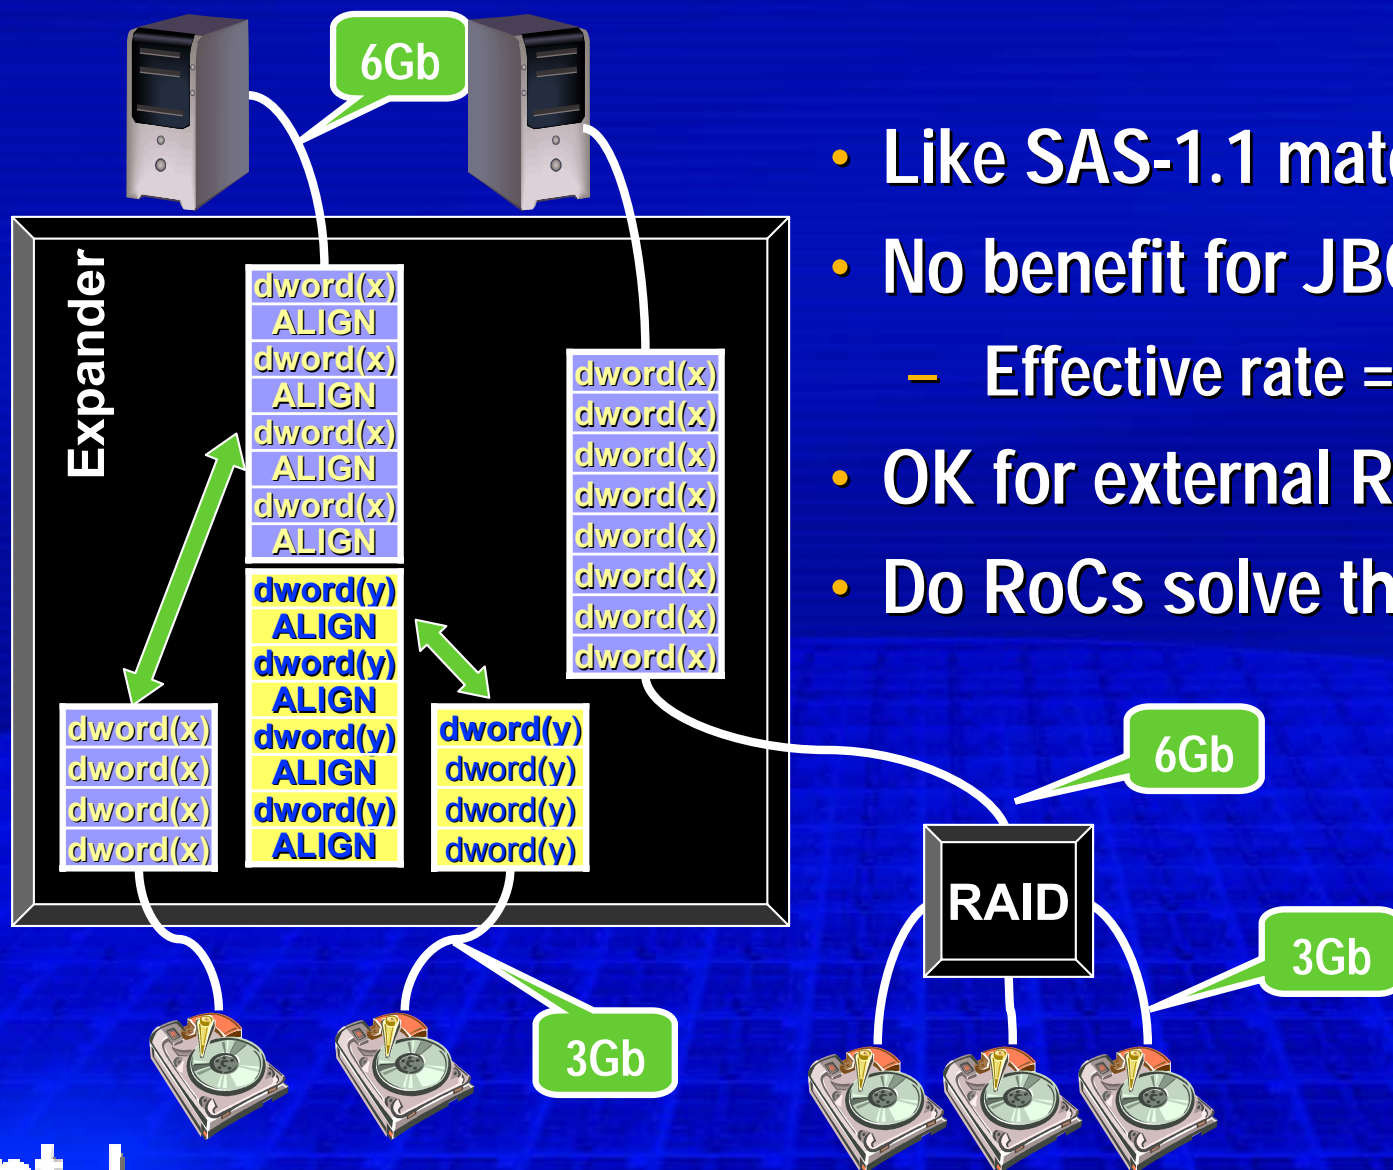 6Gb
Expander
dword(x)
ALIGN
dword(x)
ALIGN
dword(x)
ALIGN
dword(x)
ALIGN
dword(y)
ALIGN
dword(y)
ALIGN
dword(y)
ALIGN
dword(y)
ALIGN
dword(x)
dword(x)
dword(x)
dword(x)
dword(y)
dword(y)
dword(y)
dword(y)
dword(x)
dword(x)
dword(x)
dword(x)
dword(x)
dword(x)
dword(x)
dword(x)
3Gb
• Like SAS-1.1
• No benefit for
– Effective rate =
• OK for external
• Do RoCs solve
6Gb
RAID
3Gb